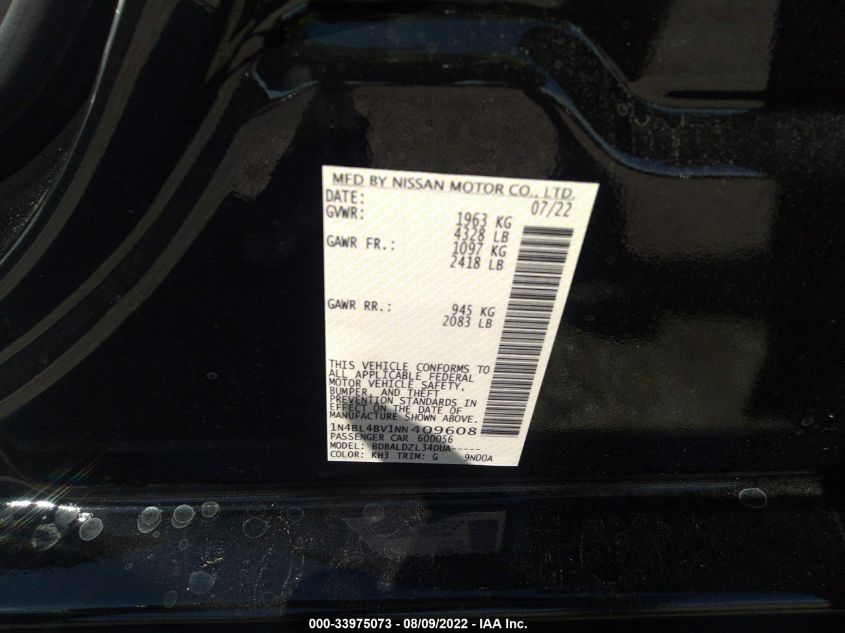 MFD BY NISSAN MOTOR CO., LTD.
DATE: 07/22
GVWR: 1963 KG
4328 LB
GAWR FR.: 1097 KG
2418 LB
GAWR RR.: 945 KG
2083 LB
THIS VEHICLE CONFORMS TO
ALL APPLICABLE FEDERAL
MOTOR VEHICLE SAFETY,
BUMPER, AND THEFT
PREVENTION STANDARDS IN
EFFECT ON THE DATE OF
MANUFACTURE SHOWN ABOVE.
1N4BL4BV1NN409608
PASSENGER CAR 600056
MODEL: BDBALDZL34DUA-----
COLOR: KH3 TRIM: G 9N00A
000-33975073 - 08/09/2022 - IAA Inc.